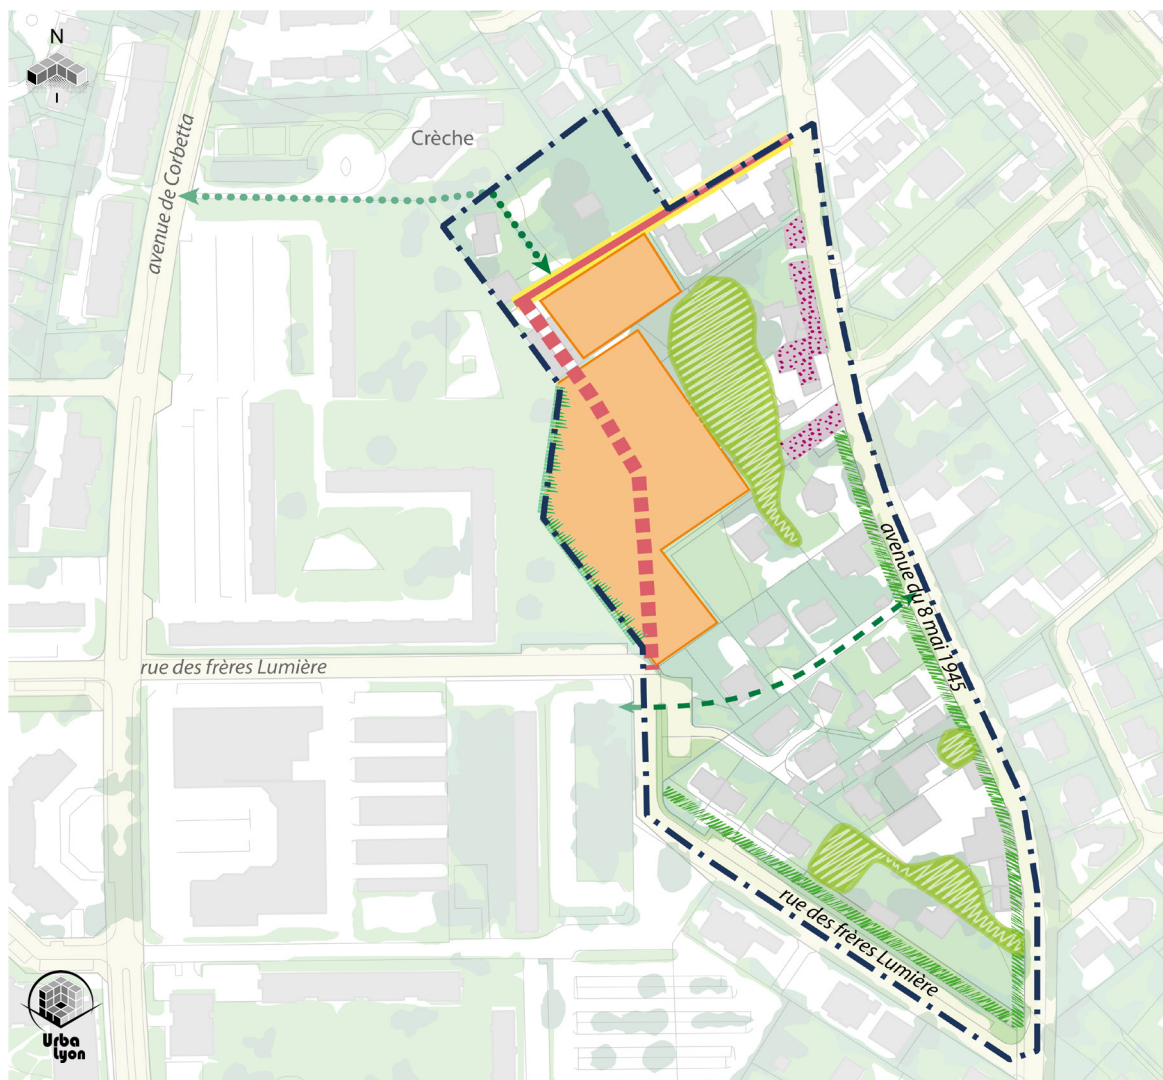 N
Crèche
avenue de Corbetta
avenue du 8 mai 1945
rue des frères Lumière
rue des frères Lumière
Urba
Lyon